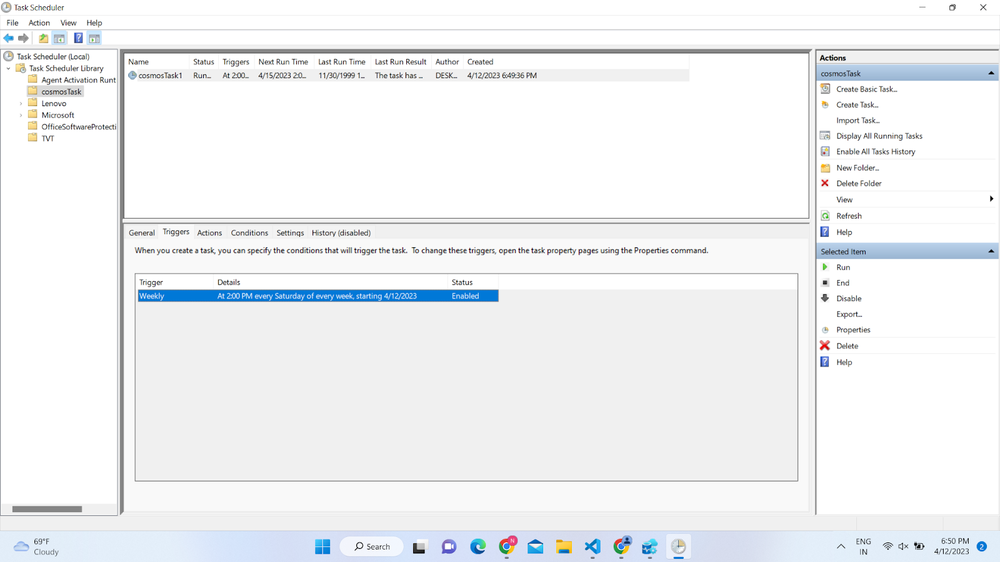 Task Scheduler
File Action View Help
Task Scheduler (Local)
Task Scheduler Library
Agent Activation Runt
cosmosTask
Lenovo
Microsoft
OfficeSoftwareProtecti
TVT
Name Status Triggers Next Run Time Last Run Time Last Run Result Author Created
cosmosTask1 Run... At 2:00... 4/15/2023 2:0... 11/30/1999 1... The task has ... DESK... 4/12/2023 6:49:36 PM
General Triggers Actions Conditions Settings History (disabled)
When you create a task, you can specify the conditions that will trigger the task. To change these triggers, open the task property pages using the Properties command.
Trigger Details Status
Weekly At 2:00 PM every Saturday of every week, starting 4/12/2023 Enabled
Actions
cosmosTask
Create Basic Task...
Create Task...
Import Task...
Display All Running Tasks
Enable All Tasks History
New Folder...
Delete Folder
View
Refresh
Help
Selected Item
Run
End
Disable
Export...
Properties
Delete
Help
69°F
Cloudy
Search
N
ENG
IN
6:50 PM
4/12/2023
2